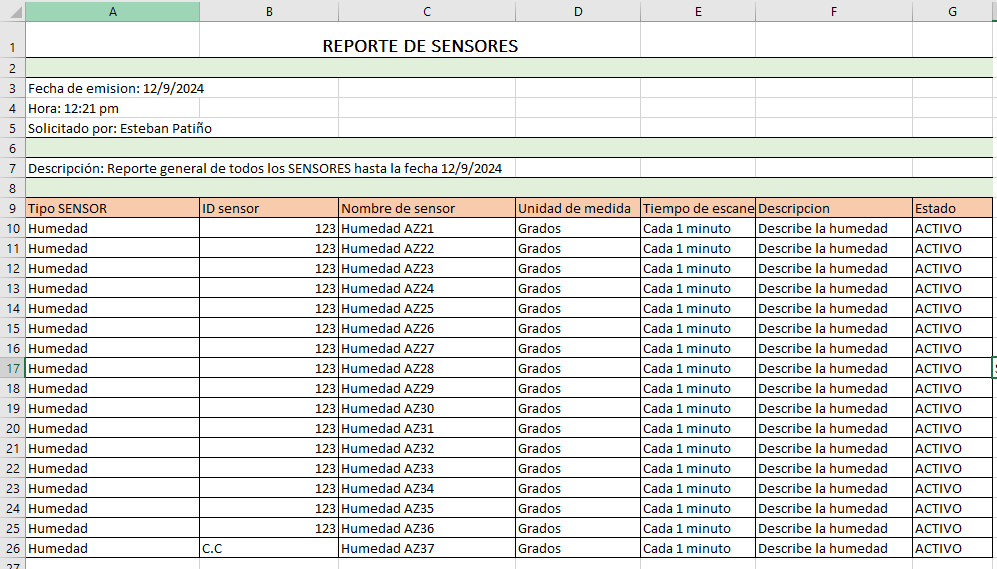 A B C D E F G
1 REPORTE DE SENSORES
2
3 Fecha de emision: 12/9/2024
4 Hora: 12:21 pm
5 Solicitado por: Esteban Patiño
6
7 Descripción: Reporte general de todos los SENSORES hasta la fecha 12/9/2024
8
9 Tipo SENSOR ID sensor Nombre de sensor Unidad de medida Tiempo de escane Descripcion Estado
10 Humedad 123 Humedad AZ21 Grados Cada 1 minuto Describe la humedad ACTIVO
11 Humedad 123 Humedad AZ22 Grados Cada 1 minuto Describe la humedad ACTIVO
12 Humedad 123 Humedad AZ23 Grados Cada 1 minuto Describe la humedad ACTIVO
13 Humedad 123 Humedad AZ24 Grados Cada 1 minuto Describe la humedad ACTIVO
14 Humedad 123 Humedad AZ25 Grados Cada 1 minuto Describe la humedad ACTIVO
15 Humedad 123 Humedad AZ26 Grados Cada 1 minuto Describe la humedad ACTIVO
16 Humedad 123 Humedad AZ27 Grados Cada 1 minuto Describe la humedad ACTIVO
17 Humedad 123 Humedad AZ28 Grados Cada 1 minuto Describe la humedad ACTIVO
18 Humedad 123 Humedad AZ29 Grados Cada 1 minuto Describe la humedad ACTIVO
19 Humedad 123 Humedad AZ30 Grados Cada 1 minuto Describe la humedad ACTIVO
20 Humedad 123 Humedad AZ31 Grados Cada 1 minuto Describe la humedad ACTIVO
21 Humedad 123 Humedad AZ32 Grados Cada 1 minuto Describe la humedad ACTIVO
22 Humedad 123 Humedad AZ33 Grados Cada 1 minuto Describe la humedad ACTIVO
23 Humedad 123 Humedad AZ34 Grados Cada 1 minuto Describe la humedad ACTIVO
24 Humedad 123 Humedad AZ35 Grados Cada 1 minuto Describe la humedad ACTIVO
25 Humedad 123 Humedad AZ36 Grados Cada 1 minuto Describe la humedad ACTIVO
26 Humedad C.C Humedad AZ37 Grados Cada 1 minuto Describe la humedad ACTIVO